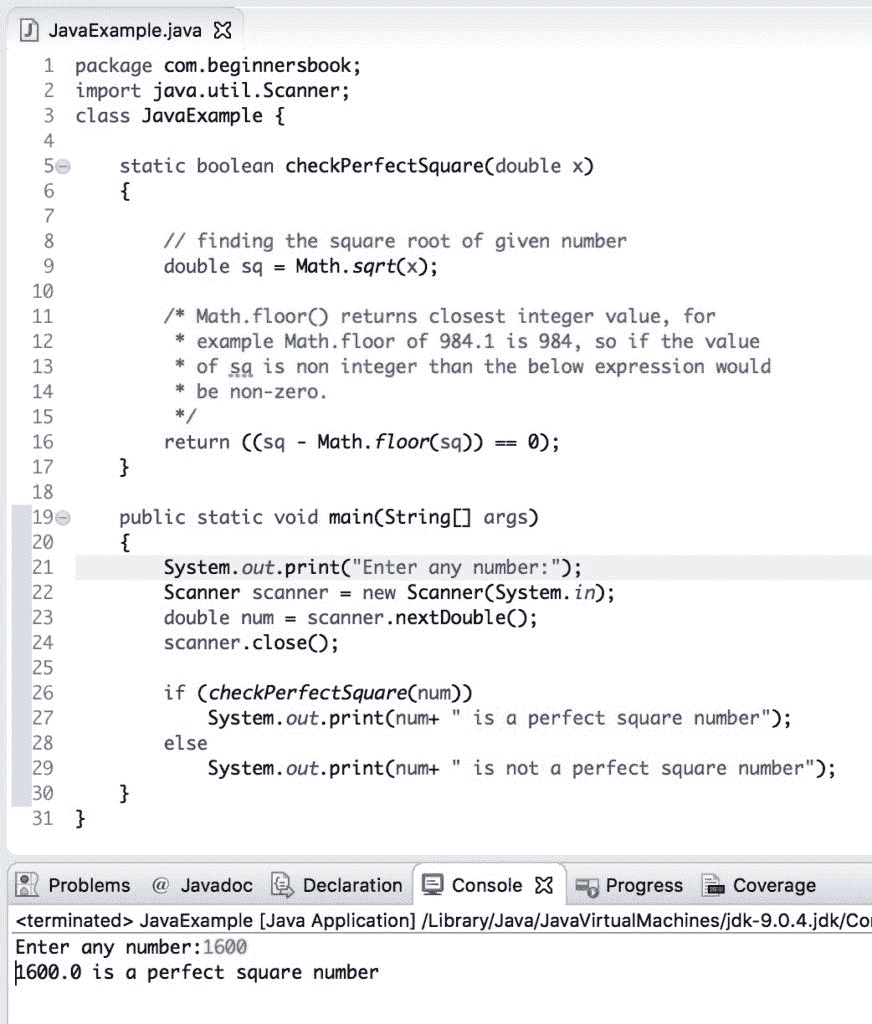 JavaExample.java
1 package com.beginnersbook;
2 import java.util.Scanner;
3 class JavaExample {
4
5     static boolean checkPerfectSquare(double x)
6     {
7
8         // finding the square root of given number
9         double sq = Math.sqrt(x);
10
11         /* Math.floor() returns closest integer value, for
12          * example Math.floor of 984.1 is 984, so if the value
13          * of sq is non integer than the below expression would
14          * be non-zero.
15          */
16         return ((sq - Math.floor(sq)) == 0);
17     }
18
19     public static void main(String[] args)
20     {
21         System.out.print("Enter any number:");
22         Scanner scanner = new Scanner(System.in);
23         double num = scanner.nextDouble();
24         scanner.close();
25
26         if (checkPerfectSquare(num))
27             System.out.print(num+ " is a perfect square number");
28         else
29             System.out.print(num+ " is not a perfect square number");
30     }
31 }
Problems @ Javadoc Declaration Console Progress Coverage
<terminated> JavaExample [Java Application] /Library/Java/JavaVirtualMachines/jdk-9.0.4.jdk/Co
Enter any number:1600
1600.0 is a perfect square number